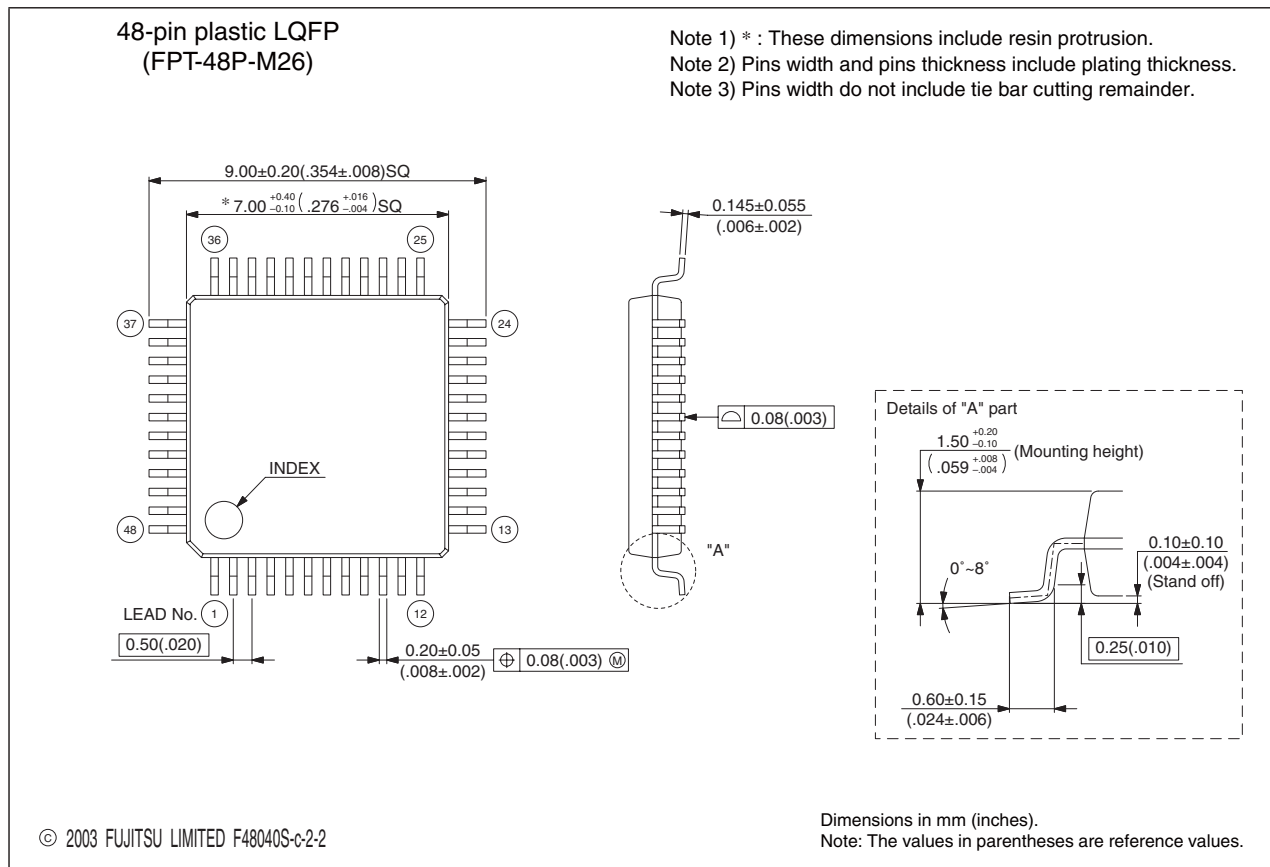 48-pin plastic LQFP
(FPT-48P-M26)
Note 1) * : These dimensions include resin protrusion.
Note 2) Pins width and pins thickness include plating thickness.
Note 3) Pins width do not include tie bar cutting remainder.
9.00±0.20(.354±.008)SQ
* 7.00 +0.40 –0.10 ( .276 +.016 –.004 )SQ
36
25
37
24
INDEX
48
13
LEAD No. 1
12
0.50(.020)
0.20±0.05
(.008±.002)
⌖ 0.08(.003) Ⓜ
0.145±0.055
(.006±.002)
⌓ 0.08(.003)
"A"
Details of "A" part
1.50 +0.20 –0.10
( .059 +.008 –.004 )
(Mounting height)
0˚~8˚
0.10±0.10
(.004±.004)
(Stand off)
0.25(.010)
0.60±0.15
(.024±.006)
© 2003 FUJITSU LIMITED F48040S-c-2-2
Dimensions in mm (inches).
Note: The values in parentheses are reference values.